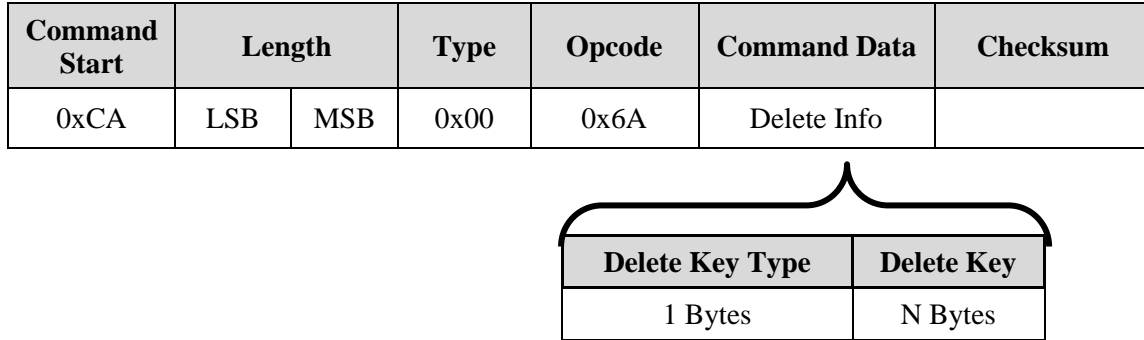 Command Start Length Type Opcode Command Data Checksum
0xCA LSB MSB 0x00 0x6A Delete Info
Delete Key Type Delete Key
1 Bytes N Bytes